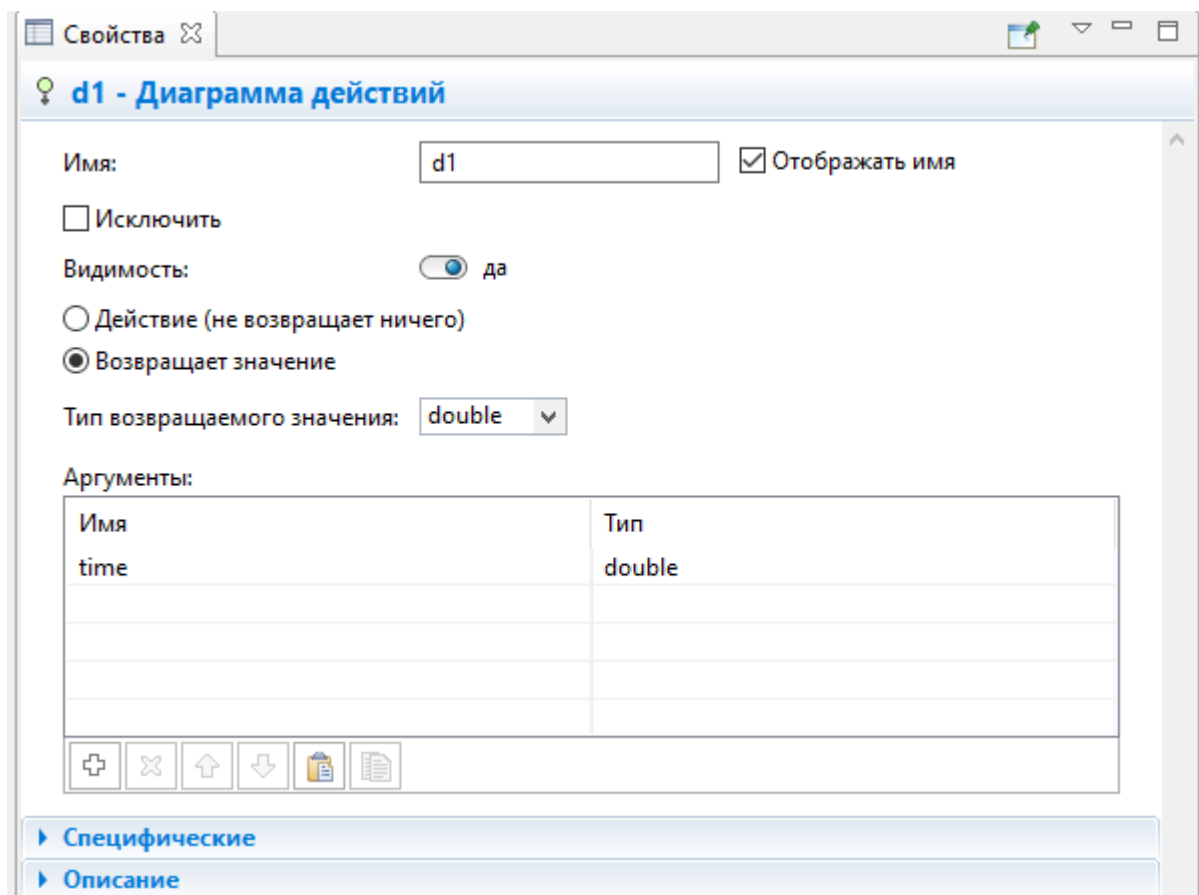 Свойства
d1 - Диаграмма действий
Имя: d1 Отображать имя
Исключить
Видимость: да
Действие (не возвращает ничего)
Возвращает значение
Тип возвращаемого значения: double
Аргументы:
Имя Тип
time double
Специфические
Описание